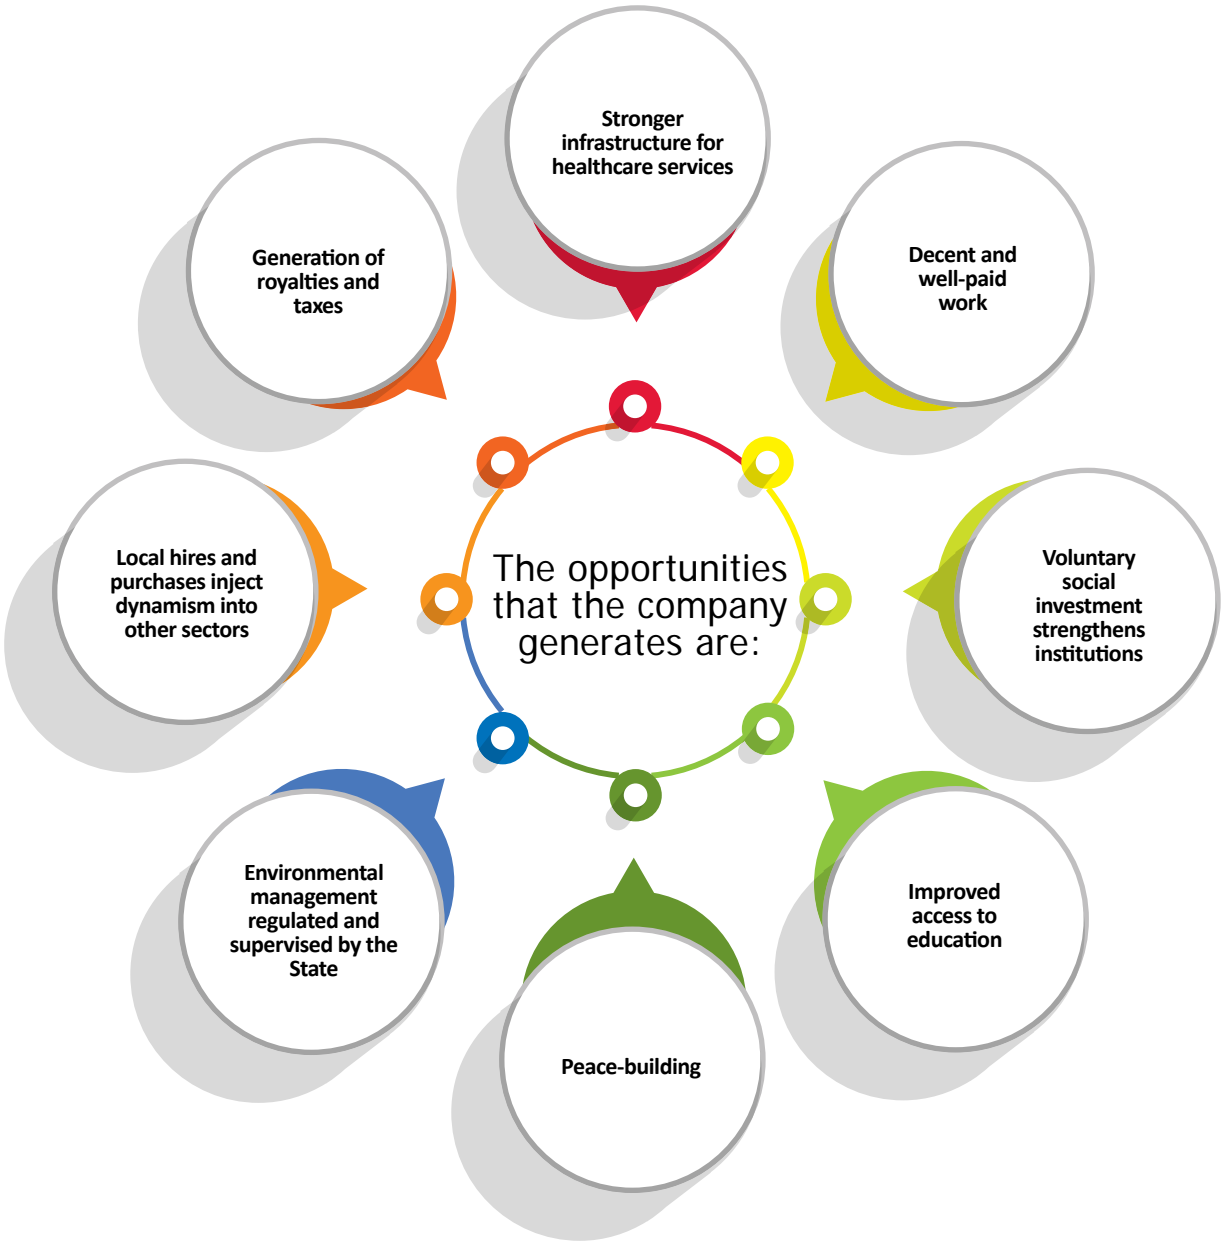 Stronger
infrastructure for
healthcare services
Decent and
well-paid
work
Voluntary
social
investment
strengthens
institutions
Improved
access to
education
Peace-building
Environmental
management
regulated and
supervised by the
State
Local hires and
purchases inject
dynamism into
other sectors
Generation of
royalties and
taxes
The opportunities
that the company
generates are: